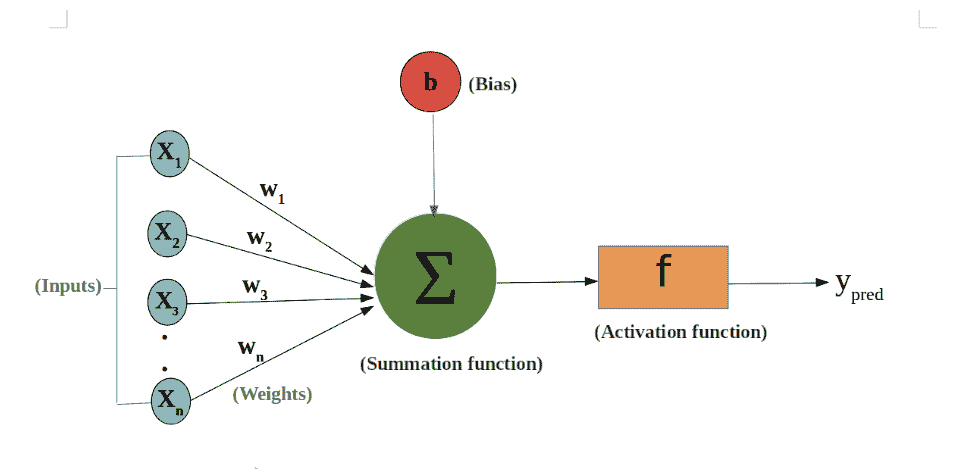 b (Bias)
X1
w1
X2
w2
(Inputs)
X3
w3
Σ
f
ypred
wn
(Activation function)
(Summation function)
Xn
(Weights)